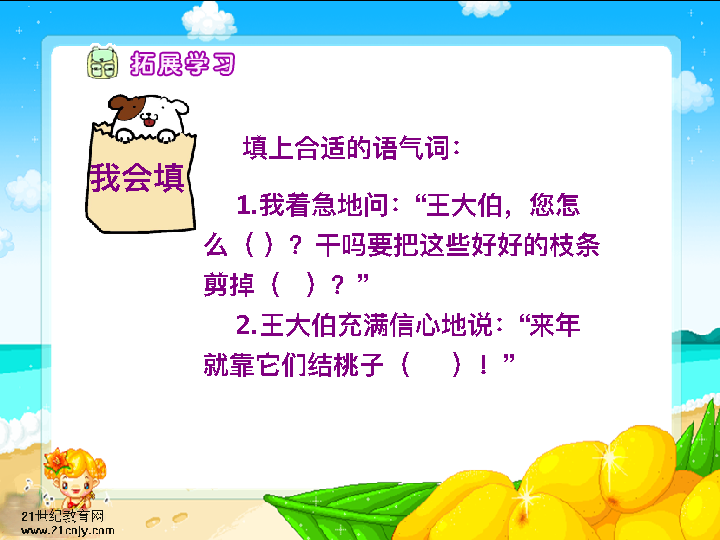 拓展学习
我会填
填上合适的语气词：
1.我着急地问：“王大伯，您怎
么（ ）？干吗要把这些好好的枝条
剪掉（ ）？”
2.王大伯充满信心地说：“来年
就靠它们结桃子（ ）！”
21世纪教育网
www.21cnjy.com